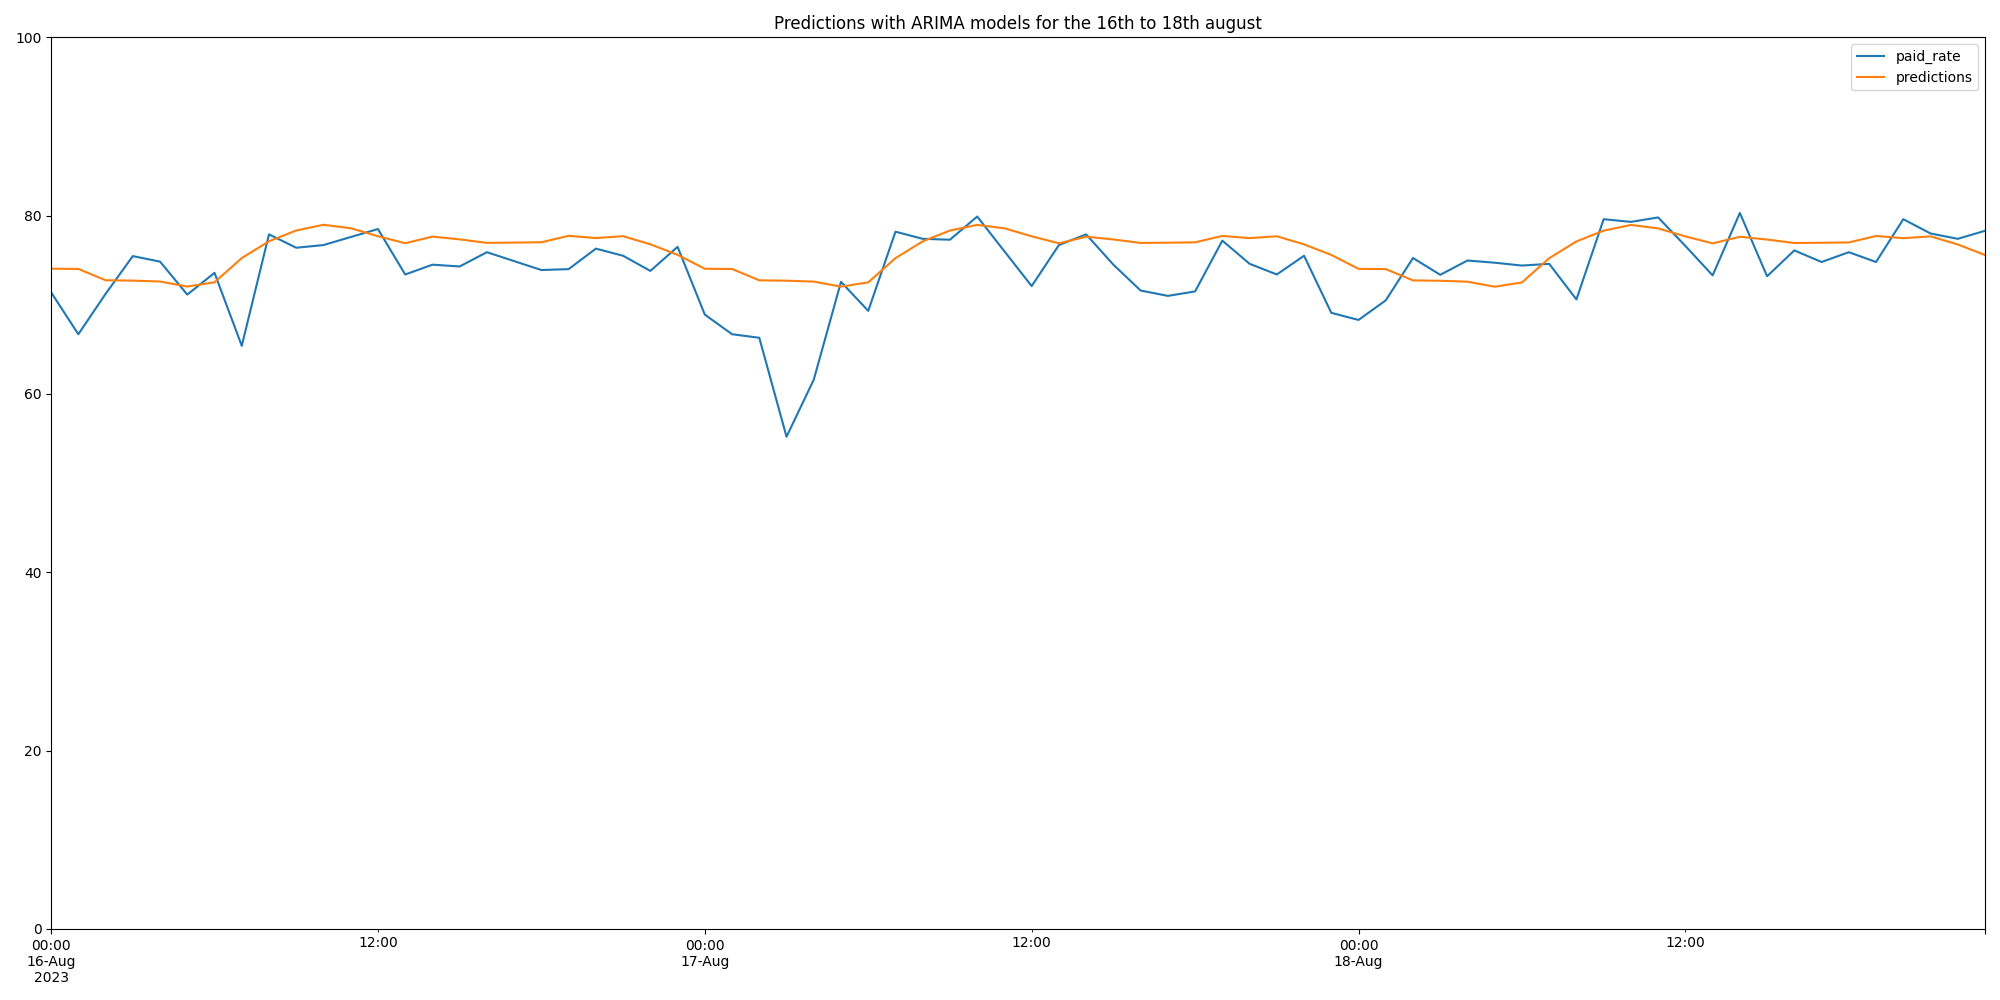 Predictions with ARIMA models for the 16th to 18th august
paid_rate
predictions
100
80
60
40
20
0
00:00
16-Aug
2023
12:00
00:00
17-Aug
12:00
00:00
18-Aug
12:00